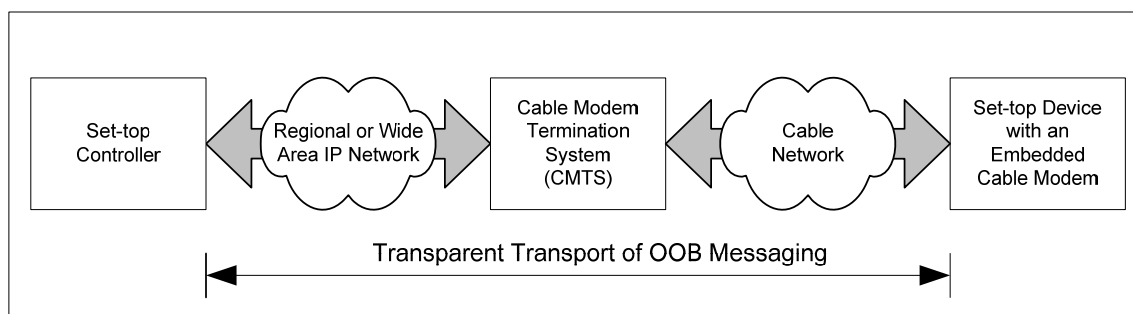 Set-top
Controller
Regional or Wide
Area IP Network
Cable Modem
Termination
System
(CMTS)
Cable
Network
Set-top Device
with an
Embedded
Cable Modem
Transparent Transport of OOB Messaging